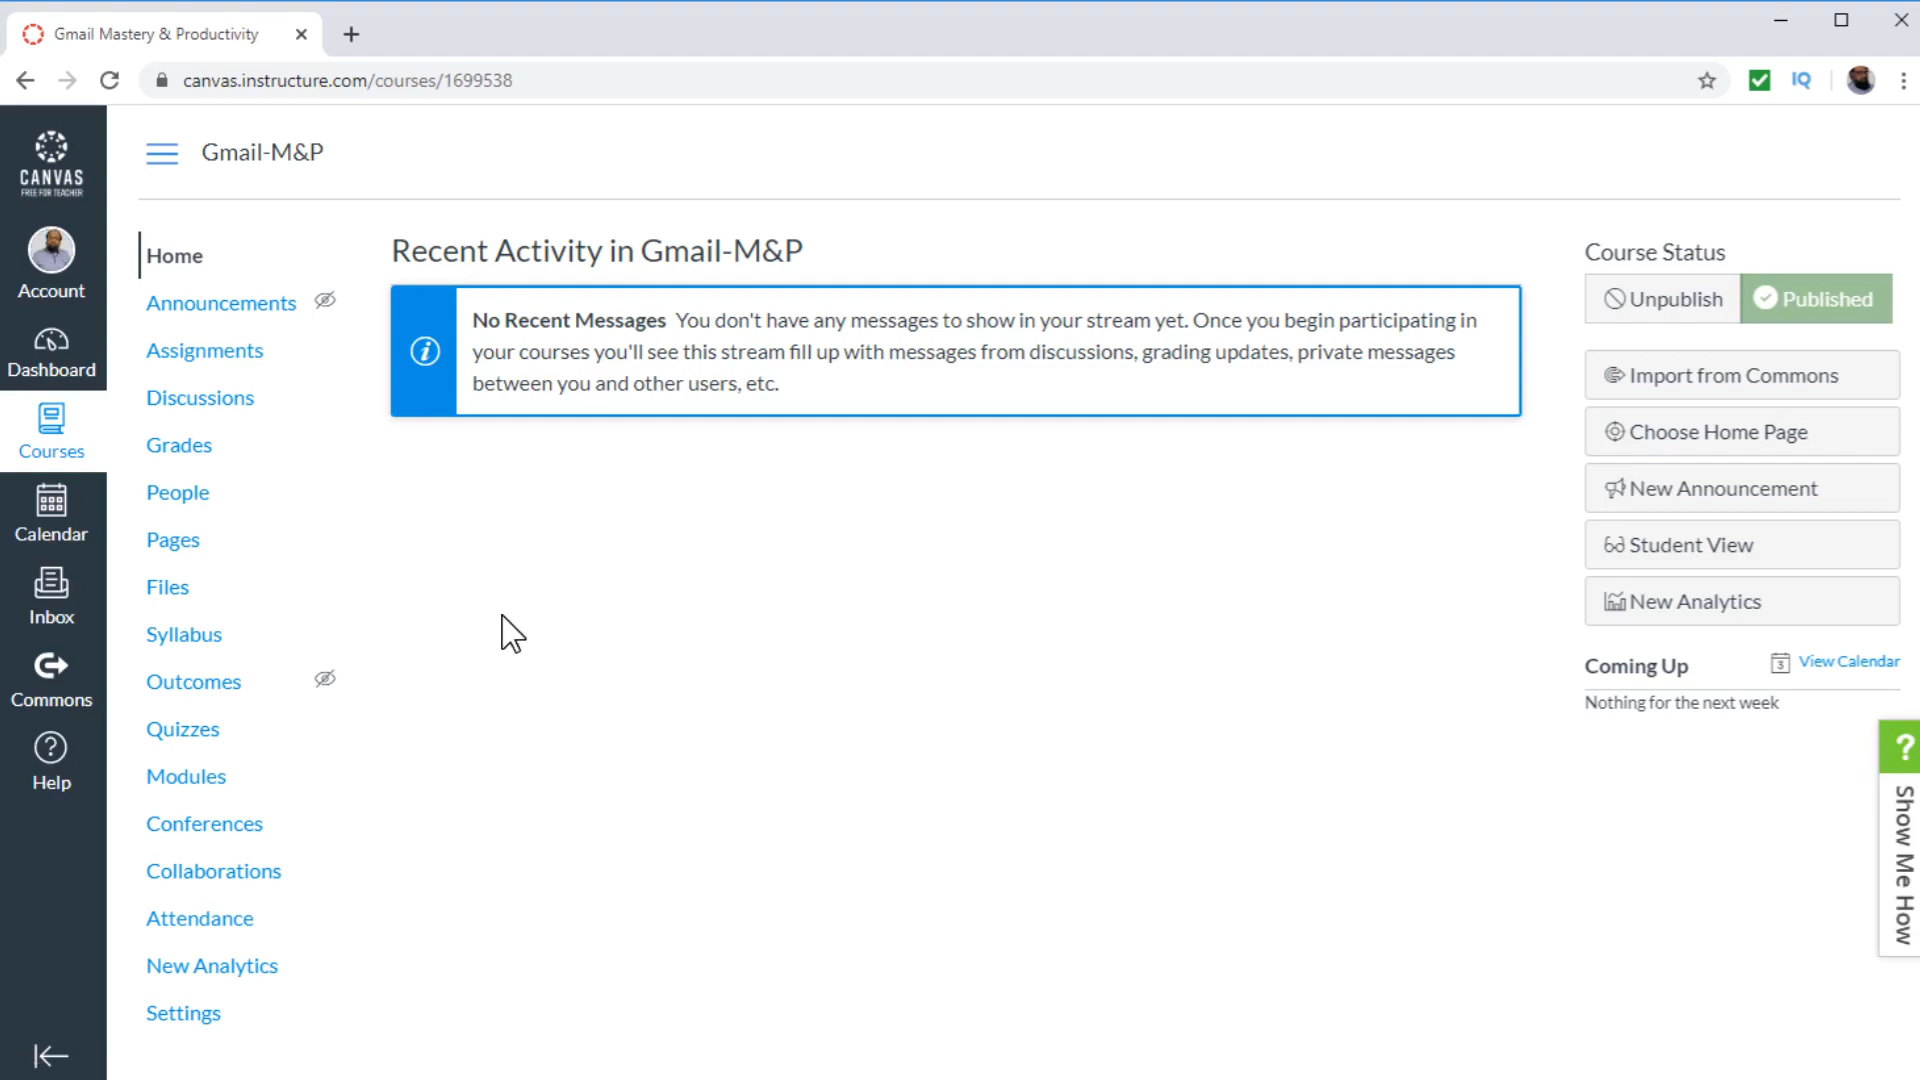 Gmail Mastery & Productivity
canvas.instructure.com/courses/1699538
IQ
CANVAS
FREE FOR TEACHER
Account
Dashboard
Courses
Calendar
Inbox
Commons
Help
Gmail-M&P
Home
Announcements
Assignments
Discussions
Grades
People
Pages
Files
Syllabus
Outcomes
Quizzes
Modules
Conferences
Collaborations
Attendance
New Analytics
Settings
Recent Activity in Gmail-M&P
No Recent Messages You don't have any messages to show in your stream yet. Once you begin participating in
your courses you'll see this stream fill up with messages from discussions, grading updates, private messages
between you and other users, etc.
Course Status
Unpublish Published
Import from Commons
Choose Home Page
New Announcement
Student View
New Analytics
Coming Up 3 View Calendar
Nothing for the next week
? Show Me How